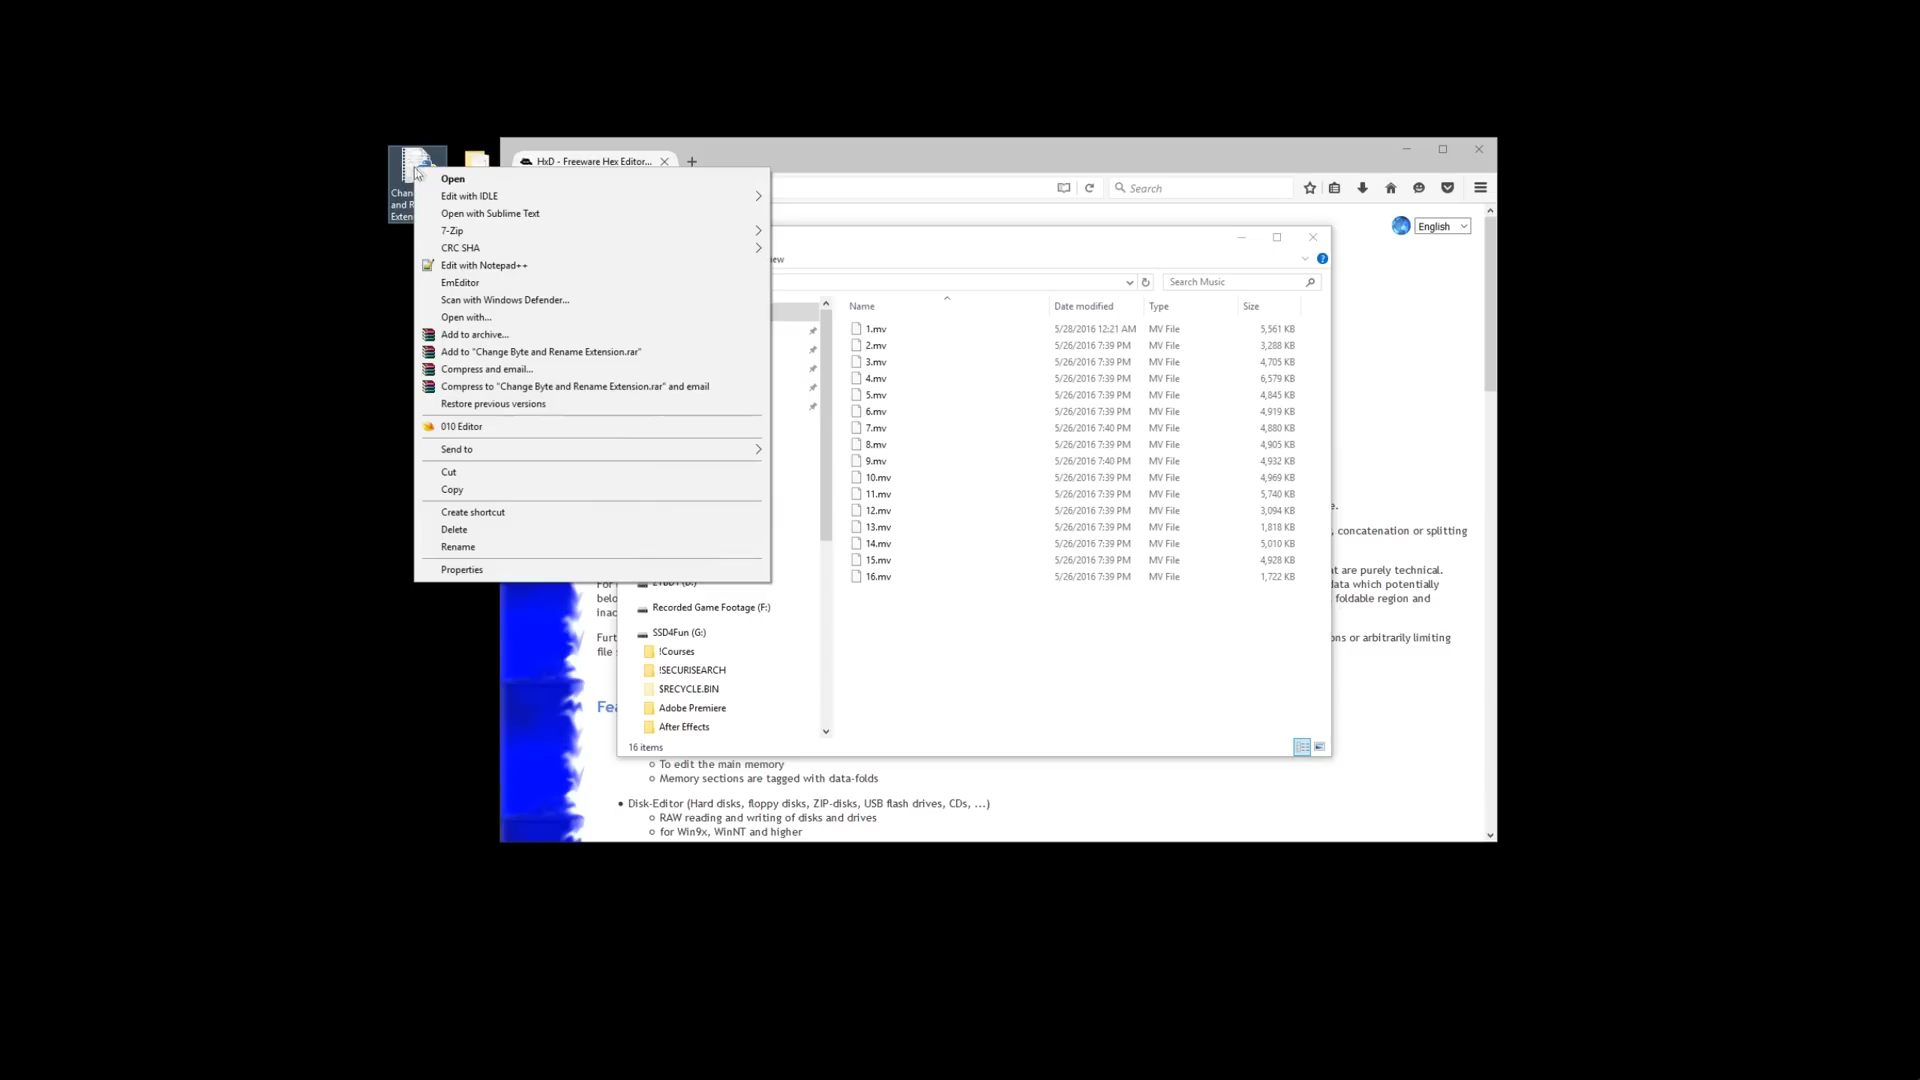 HxD - Freeware Hex Editor...
Search
English
Chan
and R
Exten
Open
Edit with IDLE
Open with Sublime Text
7-Zip
CRC SHA
Edit with Notepad++
EmEditor
Scan with Windows Defender...
Open with...
Add to archive...
Add to "Change Byte and Rename Extension.rar"
Compress and email...
Compress to "Change Byte and Rename Extension.rar" and email
Restore previous versions
010 Editor
Send to
Cut
Copy
Create shortcut
Delete
Rename
Properties
ew
Search Music
Name Date modified Type Size
1.mv 5/28/2016 12:21 AM MV File 5,561 KB
2.mv 5/26/2016 7:39 PM MV File 3,288 KB
3.mv 5/26/2016 7:39 PM MV File 4,705 KB
4.mv 5/26/2016 7:39 PM MV File 6,579 KB
5.mv 5/26/2016 7:39 PM MV File 4,845 KB
6.mv 5/26/2016 7:39 PM MV File 4,919 KB
7.mv 5/26/2016 7:40 PM MV File 4,880 KB
8.mv 5/26/2016 7:39 PM MV File 4,905 KB
9.mv 5/26/2016 7:40 PM MV File 4,932 KB
10.mv 5/26/2016 7:39 PM MV File 4,969 KB
11.mv 5/26/2016 7:39 PM MV File 5,740 KB
12.mv 5/26/2016 7:39 PM MV File 3,094 KB
13.mv 5/26/2016 7:39 PM MV File 1,818 KB
14.mv 5/26/2016 7:39 PM MV File 5,010 KB
15.mv 5/26/2016 7:39 PM MV File 4,928 KB
16.mv 5/26/2016 7:39 PM MV File 1,722 KB
Recorded Game Footage (F:)
SSD4Fun (G:)
!Courses
!SECURISEARCH
$RECYCLE.BIN
Adobe Premiere
After Effects
16 items
e.
, concatenation or splitting
at are purely technical.
For
data which potentially
belo
foldable region and
inac
Furt
ons or arbitrarily limiting
file
Fea
To edit the main memory
Memory sections are tagged with data-folds
• Disk-Editor (Hard disks, floppy disks, ZIP-disks, USB flash drives, CDs, ...)
RAW reading and writing of disks and drives
for Win9x, WinNT and higher